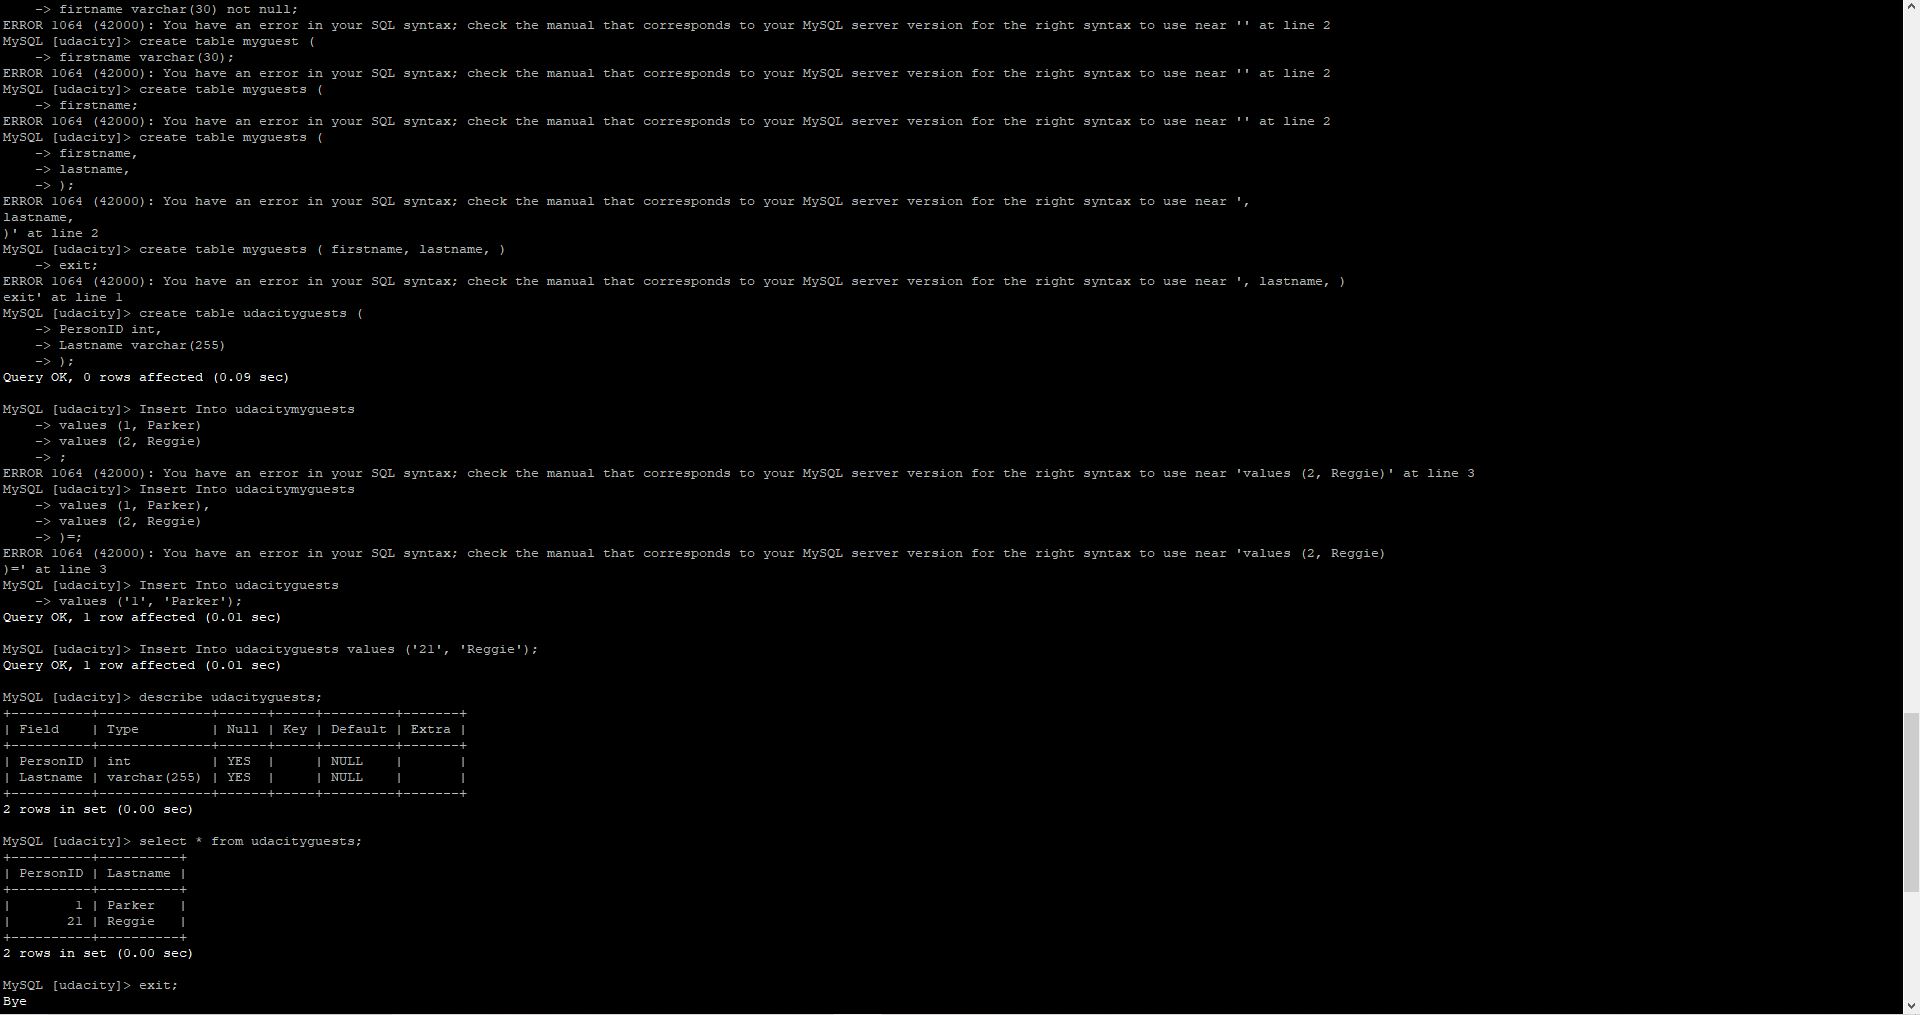 -> firtname varchar(30) not null;
ERROR 1064 (42000): You have an error in your SQL syntax; check the manual that corresponds to your MySQL server version for the right syntax to use near '' at line 2
MySQL [udacity]> create table myguest (
    -> firstname varchar(30);
ERROR 1064 (42000): You have an error in your SQL syntax; check the manual that corresponds to your MySQL server version for the right syntax to use near '' at line 2
MySQL [udacity]> create table myguests (
    -> firstname;
ERROR 1064 (42000): You have an error in your SQL syntax; check the manual that corresponds to your MySQL server version for the right syntax to use near '' at line 2
MySQL [udacity]> create table myguests (
    -> firstname,
    -> lastname,
    -> );
ERROR 1064 (42000): You have an error in your SQL syntax; check the manual that corresponds to your MySQL server version for the right syntax to use near ',
lastname,
)' at line 2
MySQL [udacity]> create table myguests ( firstname, lastname, )
    -> exit;
ERROR 1064 (42000): You have an error in your SQL syntax; check the manual that corresponds to your MySQL server version for the right syntax to use near ', lastname, )
exit' at line 1
MySQL [udacity]> create table udacityguests (
    -> PersonID int,
    -> Lastname varchar(255)
    -> );
Query OK, 0 rows affected (0.09 sec)

MySQL [udacity]> Insert Into udacitymyguests
    -> values (1, Parker)
    -> values (2, Reggie)
    -> ;
ERROR 1064 (42000): You have an error in your SQL syntax; check the manual that corresponds to your MySQL server version for the right syntax to use near 'values (2, Reggie)' at line 3
MySQL [udacity]> Insert Into udacitymyguests
    -> values (1, Parker),
    -> values (2, Reggie)
    -> )=;
ERROR 1064 (42000): You have an error in your SQL syntax; check the manual that corresponds to your MySQL server version for the right syntax to use near 'values (2, Reggie)
)=' at line 3
MySQL [udacity]> Insert Into udacityguests
    -> values ('1', 'Parker');
Query OK, 1 row affected (0.01 sec)

MySQL [udacity]> Insert Into udacityguests values ('21', 'Reggie');
Query OK, 1 row affected (0.01 sec)

MySQL [udacity]> describe udacityguests;
+----------+--------------+------+-----+---------+-------+
| Field    | Type         | Null | Key | Default | Extra |
+----------+--------------+------+-----+---------+-------+
| PersonID | int          | YES  |     | NULL    |       |
| Lastname | varchar(255) | YES  |     | NULL    |       |
+----------+--------------+------+-----+---------+-------+
2 rows in set (0.00 sec)

MySQL [udacity]> select * from udacityguests;
+----------+----------+
| PersonID | Lastname |
+----------+----------+
|        1 | Parker   |
|       21 | Reggie   |
+----------+----------+
2 rows in set (0.00 sec)

MySQL [udacity]> exit;
Bye